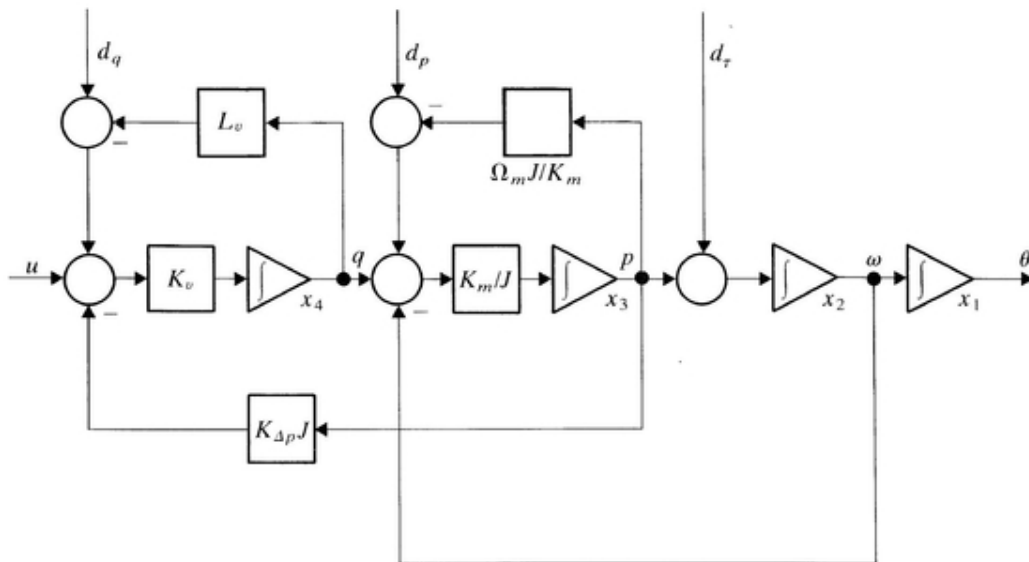 d_q
d_p
d_τ
L_v
−
−
Ω_m J/K_m
u
K_v
∫
x_4
q
K_m/J
∫
x_3
p
∫
x_2
ω
∫
x_1
θ
−
−
K_Δp J